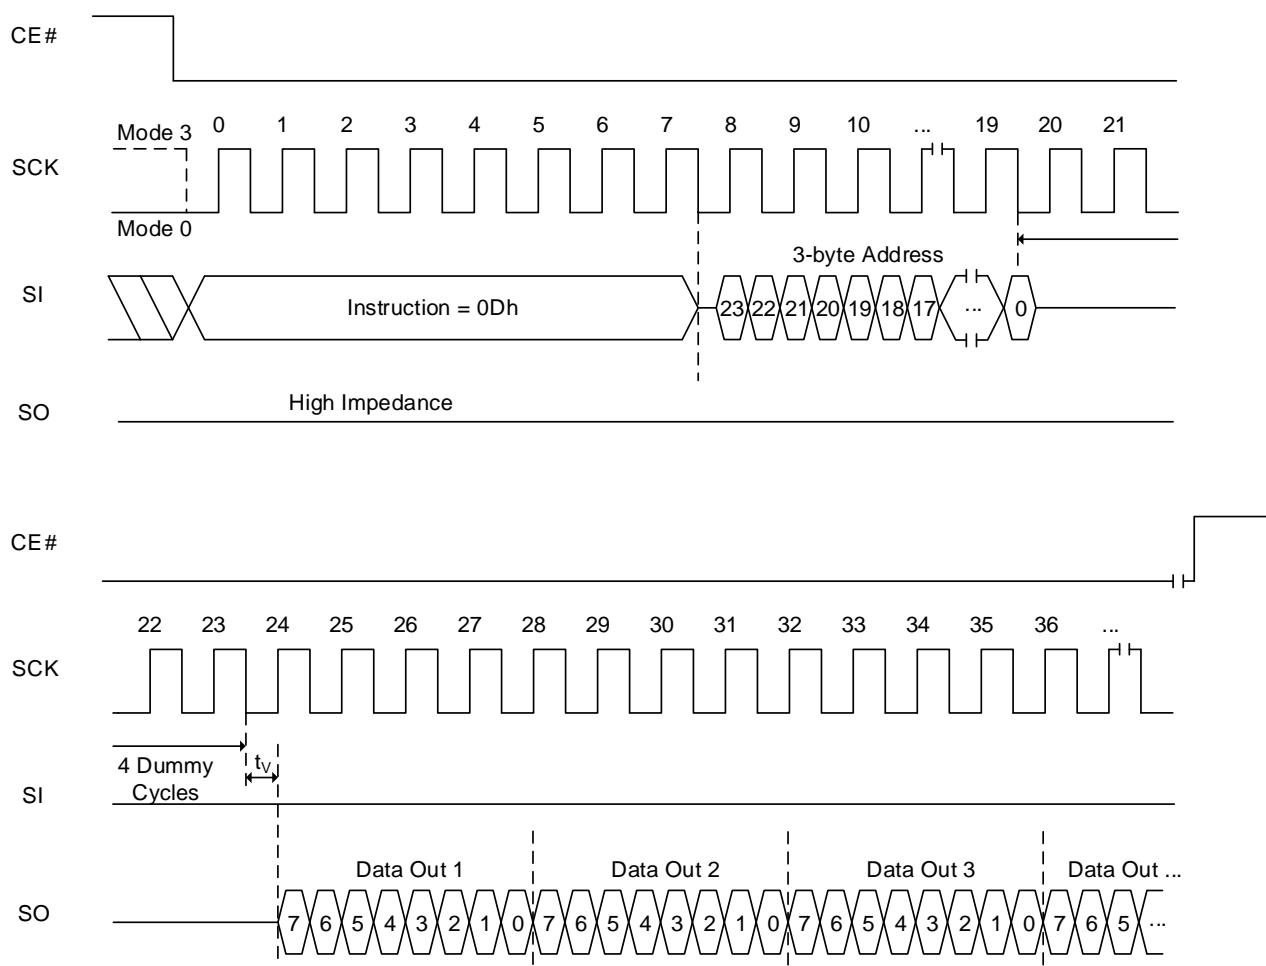 CE#
Mode 3 0 1 2 3 4 5 6 7 8 9 10 ... 19 20 21
SCK
Mode 0
3-byte Address
SI Instruction = 0Dh 23 22 21 20 19 18 17 ... 0
SO High Impedance
CE#
22 23 24 25 26 27 28 29 30 31 32 33 34 35 36 ...
SCK
4 Dummy tV
Cycles
SI
Data Out 1 Data Out 2 Data Out 3 Data Out ...
SO 7 6 5 4 3 2 1 0 7 6 5 4 3 2 1 0 7 6 5 4 3 2 1 0 7 6 5 ...